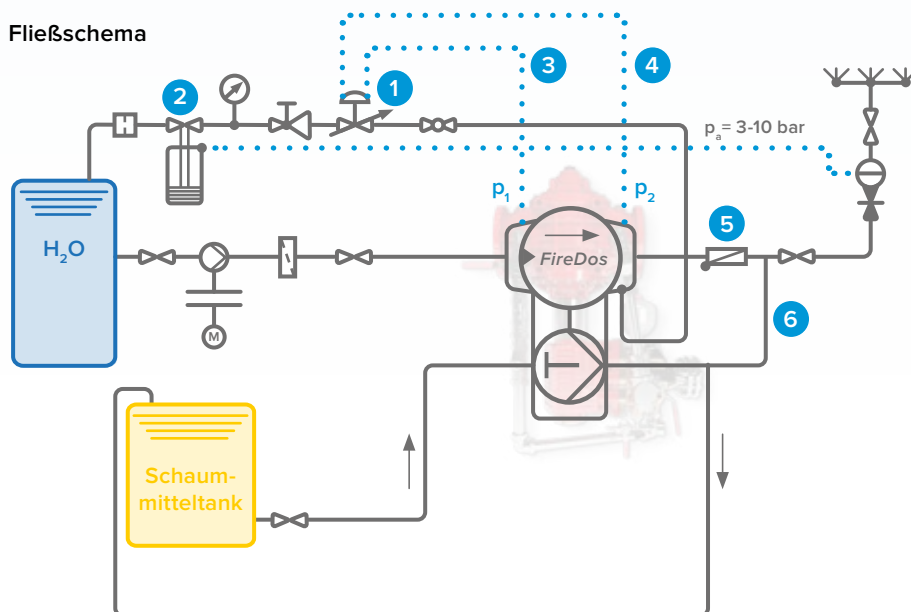 Fließschema
3
4
1
2
pₐ = 3-10 bar
p₁
p₂
5
H₂O
FireDos
6
M
Schaum-
mitteltank